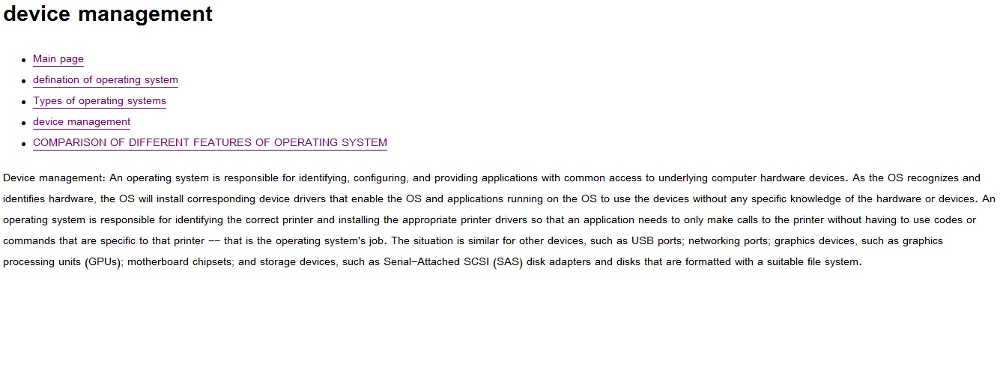 device management
Main page
defination of operating system
Types of operating systems
device management
COMPARISON OF DIFFERENT FEATURES OF OPERATING SYSTEM
Device management: An operating system is responsible for identifying, configuring, and providing applications with common access to underlying computer hardware devices. As the OS recognizes and
identifies hardware, the OS will install corresponding device drivers that enable the OS and applications running on the OS to use the devices without any specific knowledge of the hardware or devices. An
operating system is responsible for identifying the correct printer and installing the appropriate printer drivers so that an application needs to only make calls to the printer without having to use codes or
commands that are specific to that printer -- that is the operating system's job. The situation is similar for other devices, such as USB ports; networking ports; graphics devices, such as graphics
processing units (GPUs); motherboard chipsets; and storage devices, such as Serial-Attached SCSI (SAS) disk adapters and disks that are formatted with a suitable file system.